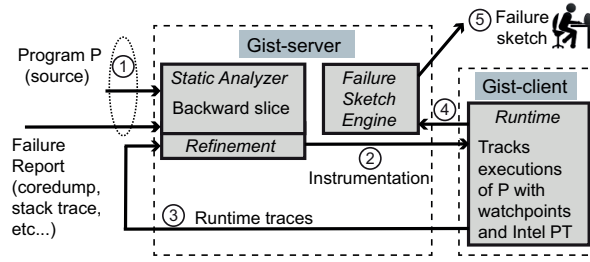 Program P
(source)
1
Gist-server
5 Failure
sketch
Static Analyzer
Backward slice
Failure
Sketch
Engine
Gist-client
4
Runtime
Failure
Report
(coredump,
stack trace,
etc...)
Refinement
2
Instrumentation
Tracks
executions
of P with
watchpoints
and Intel PT
3 Runtime traces